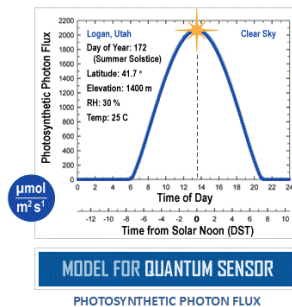 2200
2000
1800
1600
1400
1200
1000
800
600
400
200
0
Photosynthetic Photon Flux
Logan, Utah
Clear Sky
Day of Year: 172
(Summer Solstice)
Latitude: 41.7 °
Elevation: 1400 m
RH: 30 %
Temp: 25 C
µmol
m² s¹
0 2 4 6 8 10 12 14 16 18 20 22 24
Time of Day
-12 -10 -8 -6 -4 -2 0 2 4 6 8 10
Time from Solar Noon (DST)
MODEL FOR QUANTUM SENSOR
PHOTOSYNTHETIC PHOTON FLUX